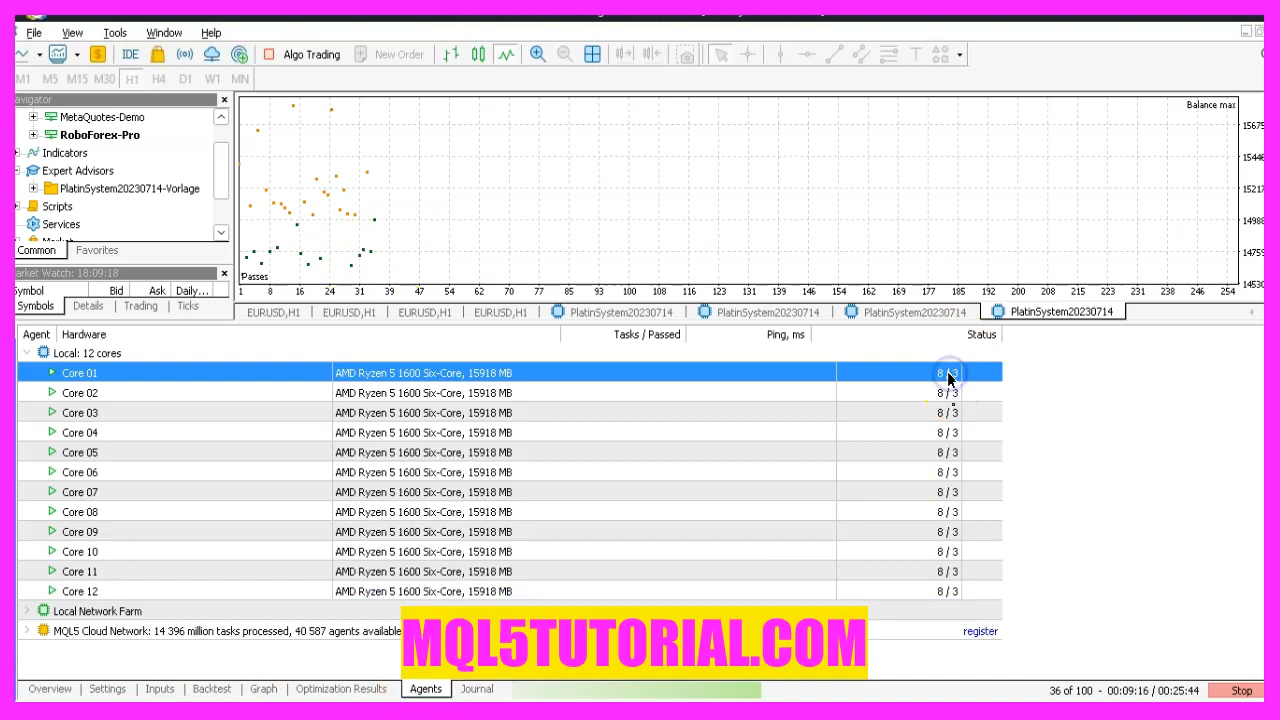 File View Tools Window Help
IDE Algo Trading New Order
M1 M5 M15 M30 H1 H4 D1 W1 MN
avigator
MetaQuotes-Demo
RoboForex-Pro
Indicators
Expert Advisors
PlatinSystem20230714-Vorlage
Scripts
Services
Common Favorites
arket Watch: 18:09:18
ymbol Bid Ask Daily...
Symbols Details Trading Ticks
Balance max
15675
15446
15217
14988
14759
14530
Passes
1 8 16 24 31 39 47 54 62 70 77 85 93 100 108 116 124 131 139 147 154 162 170 177 185 192 200 208 215 223 231 238 246 254
EURUSD,H1 EURUSD,H1 EURUSD,H1 EURUSD,H1 PlatinSystem20230714 PlatinSystem20230714 PlatinSystem20230714 PlatinSystem20230714
Agent Hardware Tasks / Passed Ping, ms Status
Local: 12 cores
Core 01 AMD Ryzen 5 1600 Six-Core, 15918 MB 8 / 3
Core 02 AMD Ryzen 5 1600 Six-Core, 15918 MB 8 / 3
Core 03 AMD Ryzen 5 1600 Six-Core, 15918 MB 8 / 3
Core 04 AMD Ryzen 5 1600 Six-Core, 15918 MB 8 / 3
Core 05 AMD Ryzen 5 1600 Six-Core, 15918 MB 8 / 3
Core 06 AMD Ryzen 5 1600 Six-Core, 15918 MB 8 / 3
Core 07 AMD Ryzen 5 1600 Six-Core, 15918 MB 8 / 3
Core 08 AMD Ryzen 5 1600 Six-Core, 15918 MB 8 / 3
Core 09 AMD Ryzen 5 1600 Six-Core, 15918 MB 8 / 3
Core 10 AMD Ryzen 5 1600 Six-Core, 15918 MB 8 / 3
Core 11 AMD Ryzen 5 1600 Six-Core, 15918 MB 8 / 3
Core 12 AMD Ryzen 5 1600 Six-Core, 15918 MB 8 / 3
Local Network Farm
MQL5 Cloud Network: 14 396 million tasks processed, 40 587 agents available register
MQL5TUTORIAL.COM
Overview Settings Inputs Backtest Graph Optimization Results Agents Journal 36 of 100 - 00:09:16 / 00:25:44 Stop